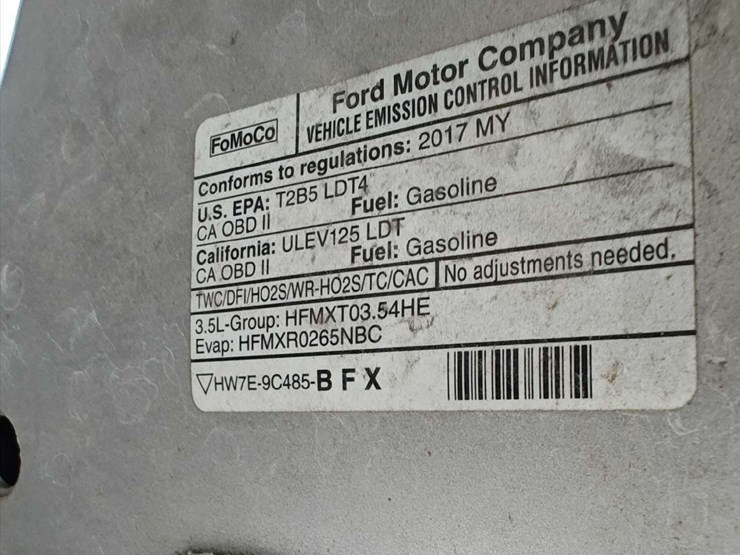 Ford Motor Company
FoMoCo
VEHICLE EMISSION CONTROL INFORMATION
Conforms to regulations: 2017 MY
U.S. EPA: T2B5 LDT4
CA OBD II Fuel: Gasoline
California: ULEV125 LDT
CA OBD II Fuel: Gasoline
TWC/DFI/HO2S/WR-HO2S/TC/CAC No adjustments needed.
3.5L-Group: HFMXT03.54HE
Evap: HFMXR0265NBC
▽HW7E-9C485-B F X